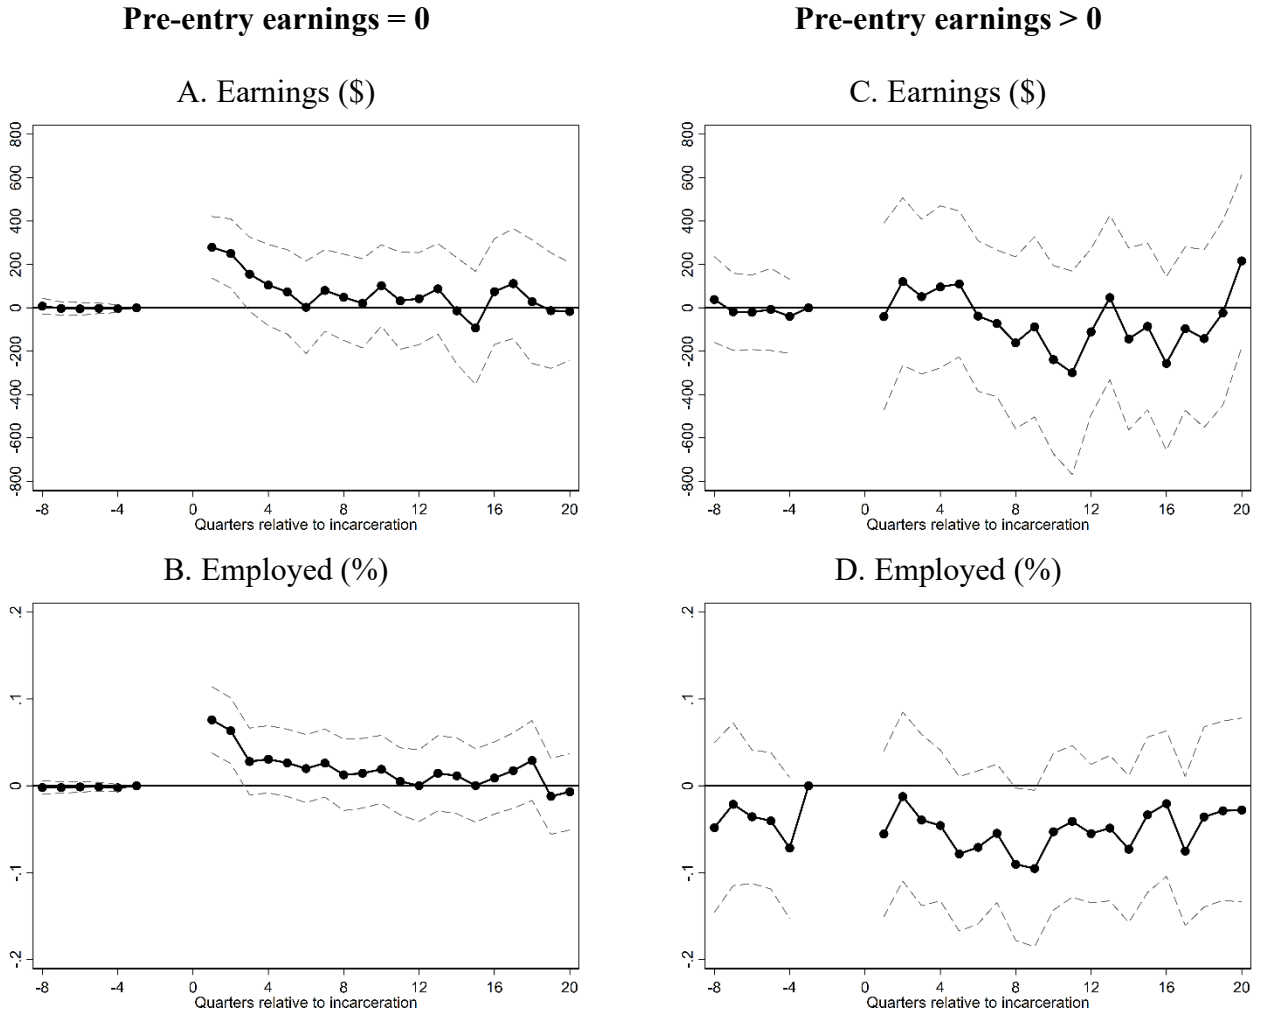 Pre-entry earnings = 0
Pre-entry earnings > 0
A. Earnings ($)
800
600
400
200
0
-200
-400
-600
-800
-8 -4 0 4 8 12 16 20
Quarters relative to incarceration
C. Earnings ($)
800
600
400
200
0
-200
-400
-600
-800
-8 -4 0 4 8 12 16 20
Quarters relative to incarceration
B. Employed (%)
.2
.1
0
-.1
-.2
-8 -4 0 4 8 12 16 20
Quarters relative to incarceration
D. Employed (%)
.2
.1
0
-.1
-.2
-8 -4 0 4 8 12 16 20
Quarters relative to incarceration